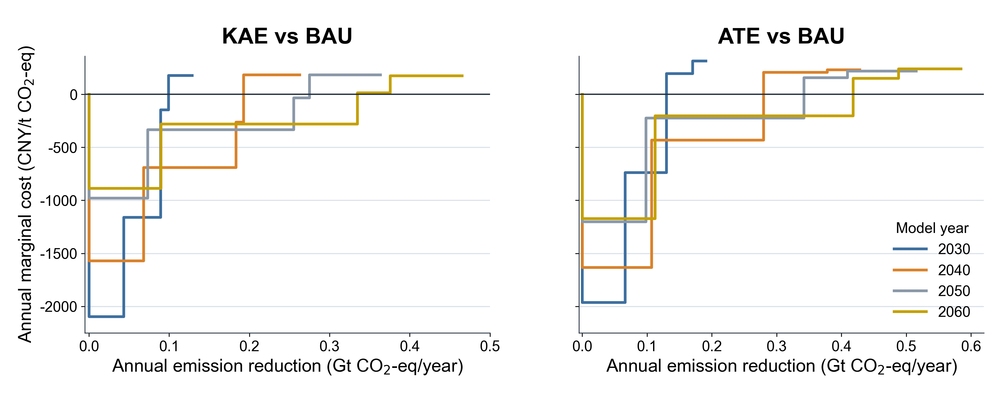 KAE vs BAU
Annual marginal cost (CNY/t CO₂-eq)
0
-500
-1000
-1500
-2000
0.0 0.1 0.2 0.3 0.4 0.5
Annual emission reduction (Gt CO₂-eq/year)
ATE vs BAU
Model year
2030
2040
2050
2060
0.0 0.1 0.2 0.3 0.4 0.5 0.6
Annual emission reduction (Gt CO₂-eq/year)